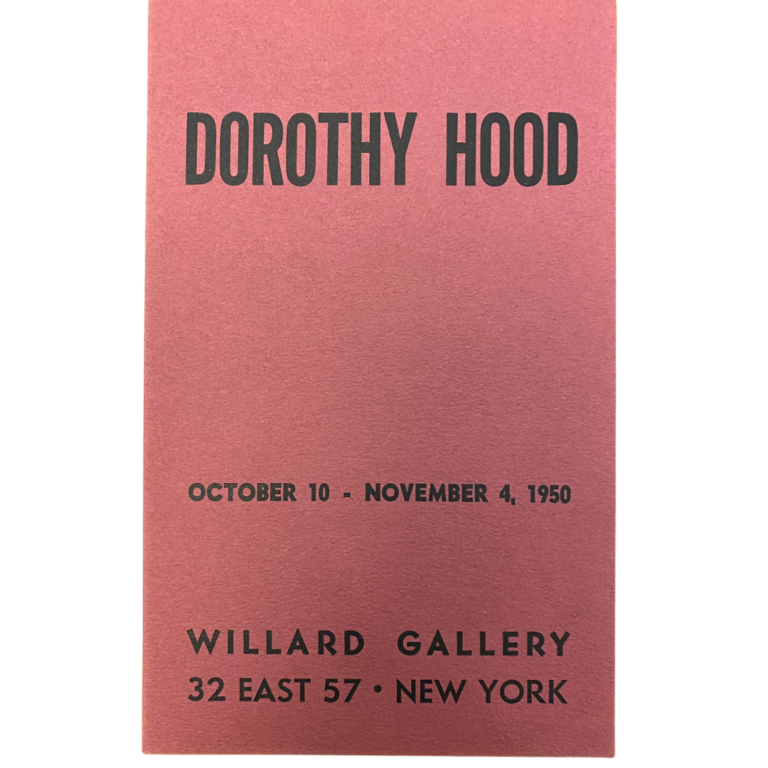 DOROTHY HOOD
OCTOBER 10 - NOVEMBER 4, 1950
WILLARD GALLERY
32 EAST 57 • NEW YORK